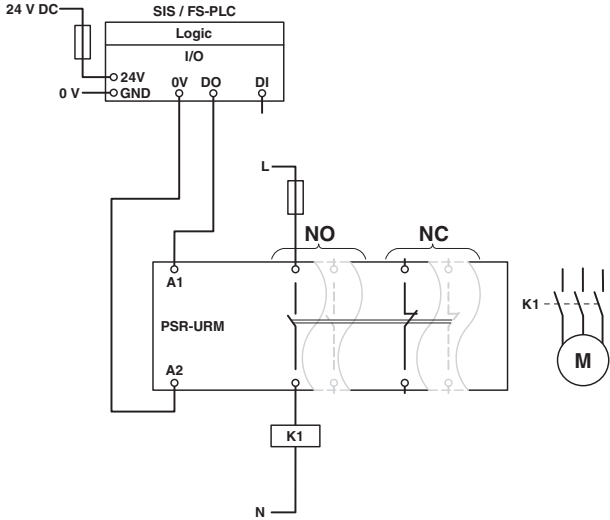 24 V DC
SIS / FS-PLC
Logic
I/O
24V
0V DO DI
0 V
GND
L
NO NC
A1
K1
PSR-URM
M
A2
K1
N